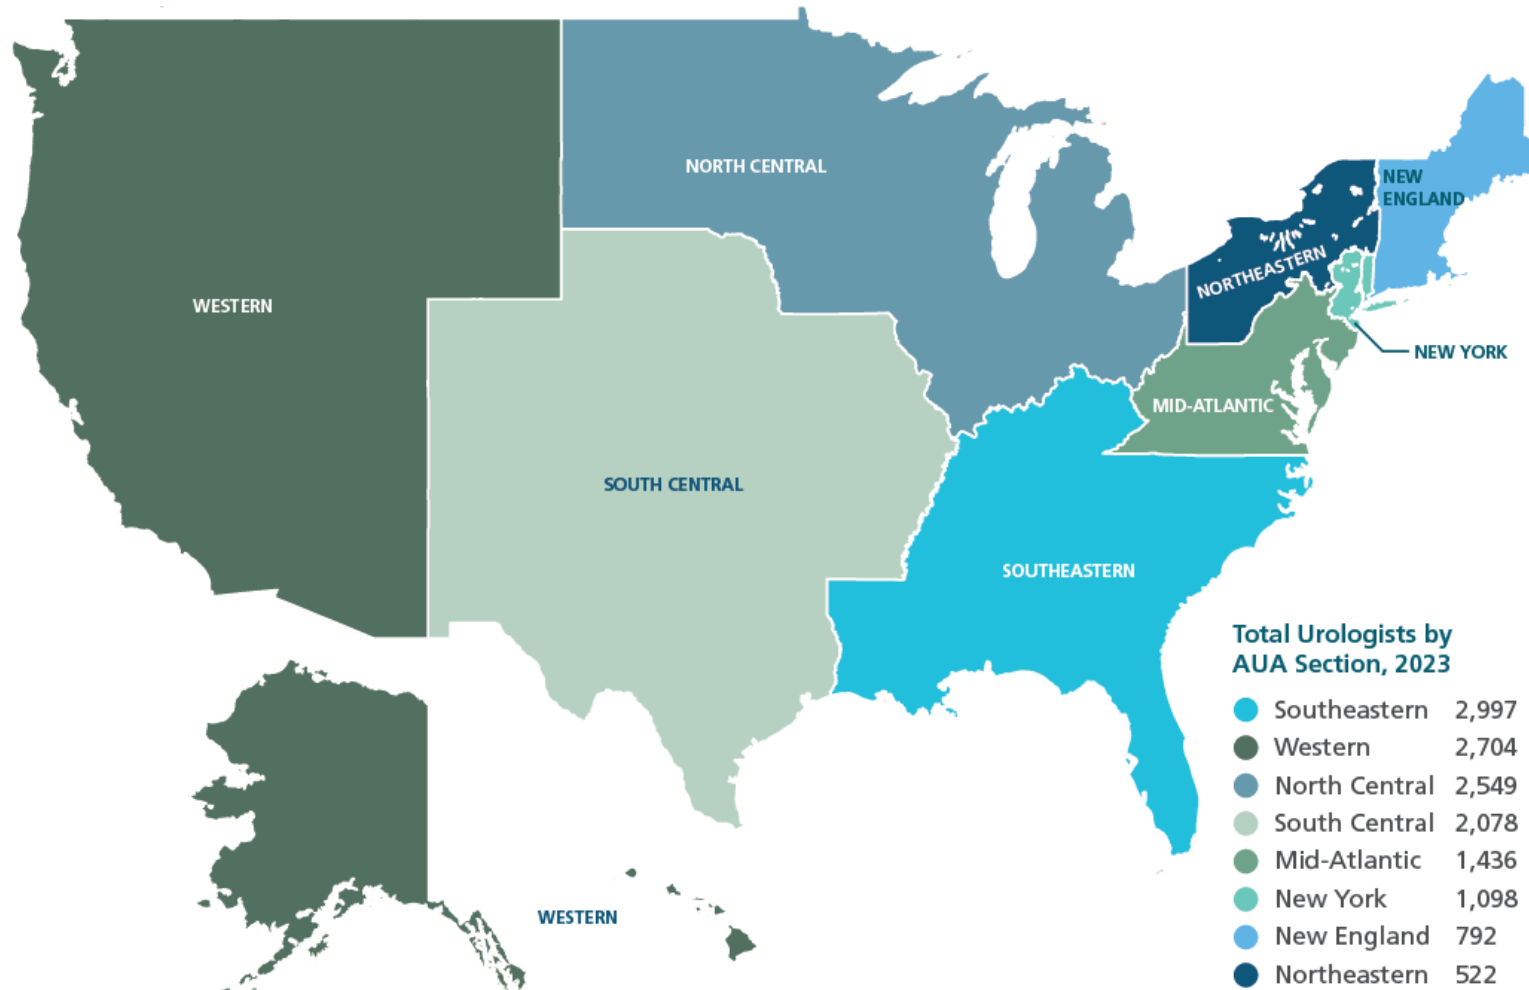 NORTH CENTRAL
NEW
ENGLAND
NORTHEASTERN
WESTERN
NEW YORK
MID-ATLANTIC
SOUTH CENTRAL
SOUTHEASTERN
WESTERN
Total Urologists by
AUA Section, 2023
Southeastern 2,997
Western 2,704
North Central 2,549
South Central 2,078
Mid-Atlantic 1,436
New York 1,098
New England 792
Northeastern 522